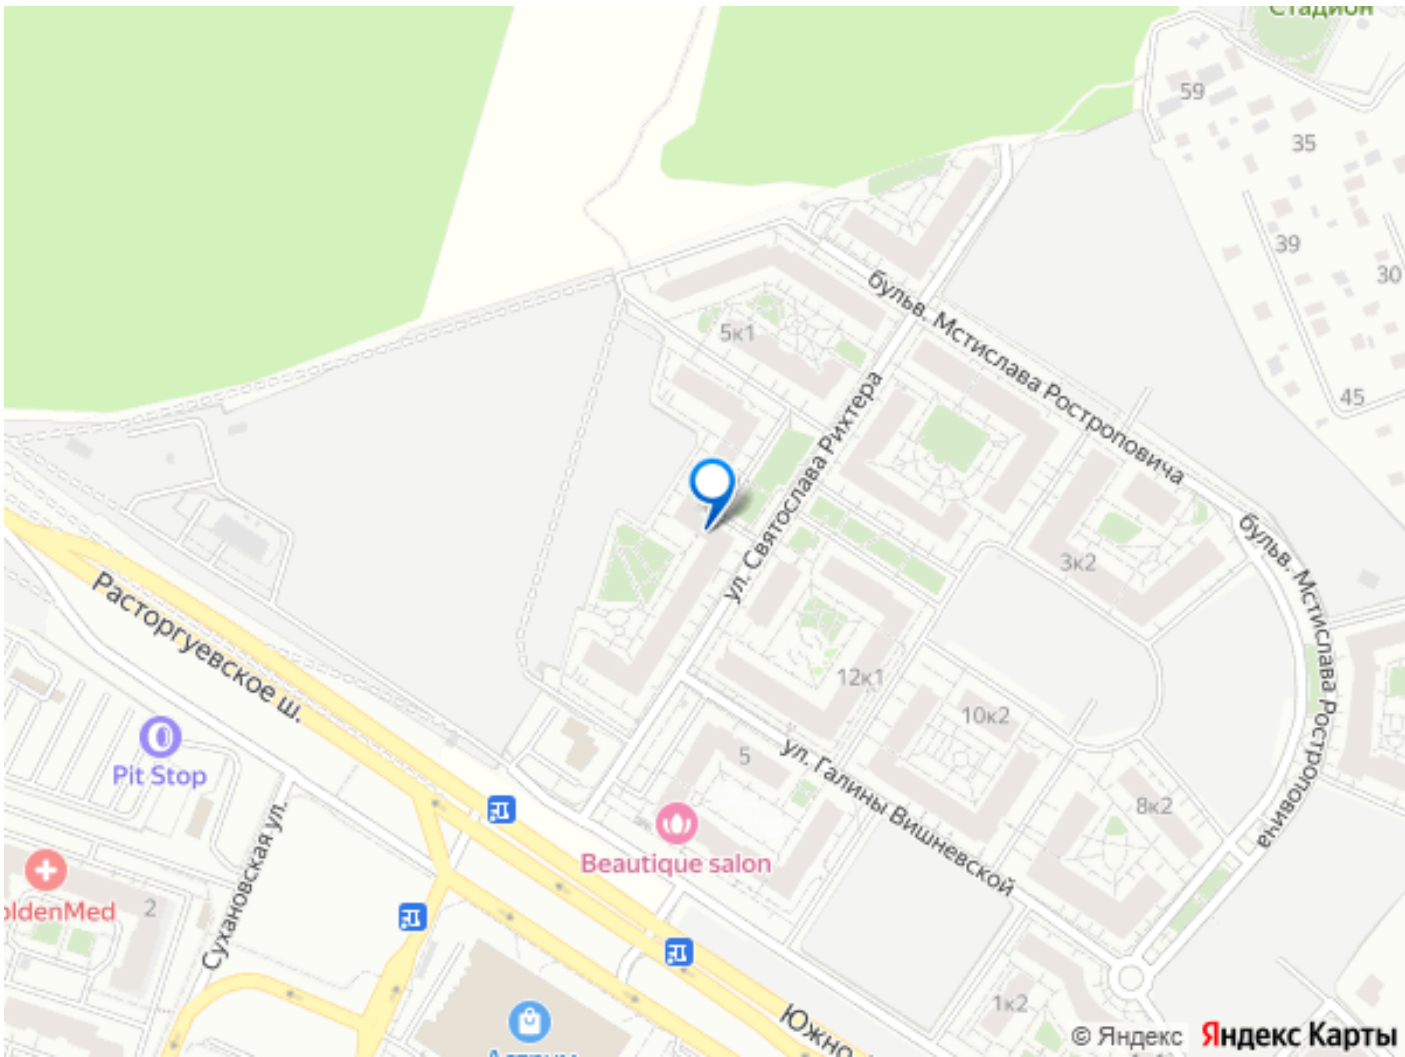 Стадион
59
35
39
30
45
бульв. Мстислава Ростроповича
5к1
ул. Святослава Рихтера
бульв. Мстислава Ростроповича
3к2
12к1
10к2
Расторгуевское ш.
Pit Stop
5
ул. Галины Вишневской
8к2
Beautique salon
Сухановская ул.
oldenMed
2
1к2
Южно
© Яндекс
Яндекс Карты